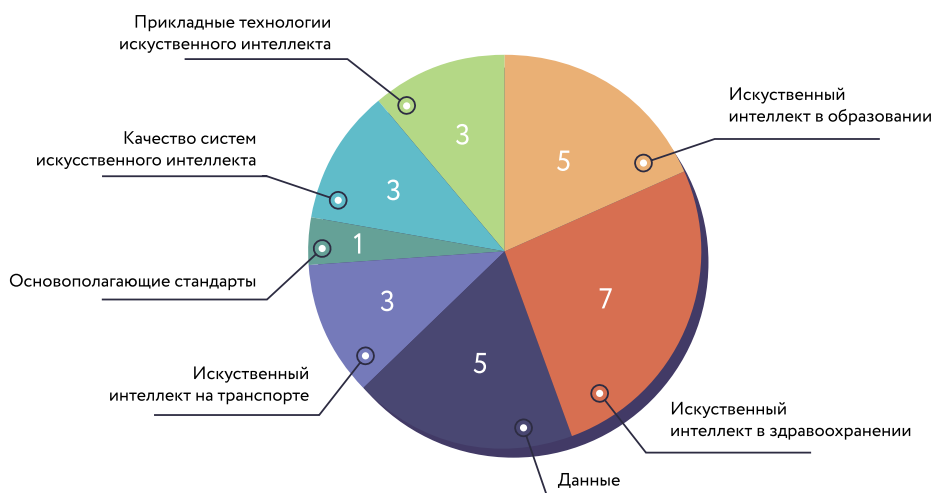 Прикладные технологии
искуственного интеллекта
3
5
Искуственный
интеллект в образовании
Качество систем
искусственного интеллекта
3
1
Основополагающие стандарты
7
3
5
Искуственный
интеллект на транспорте
Искуственный
интеллект в здравоохранении
Данные